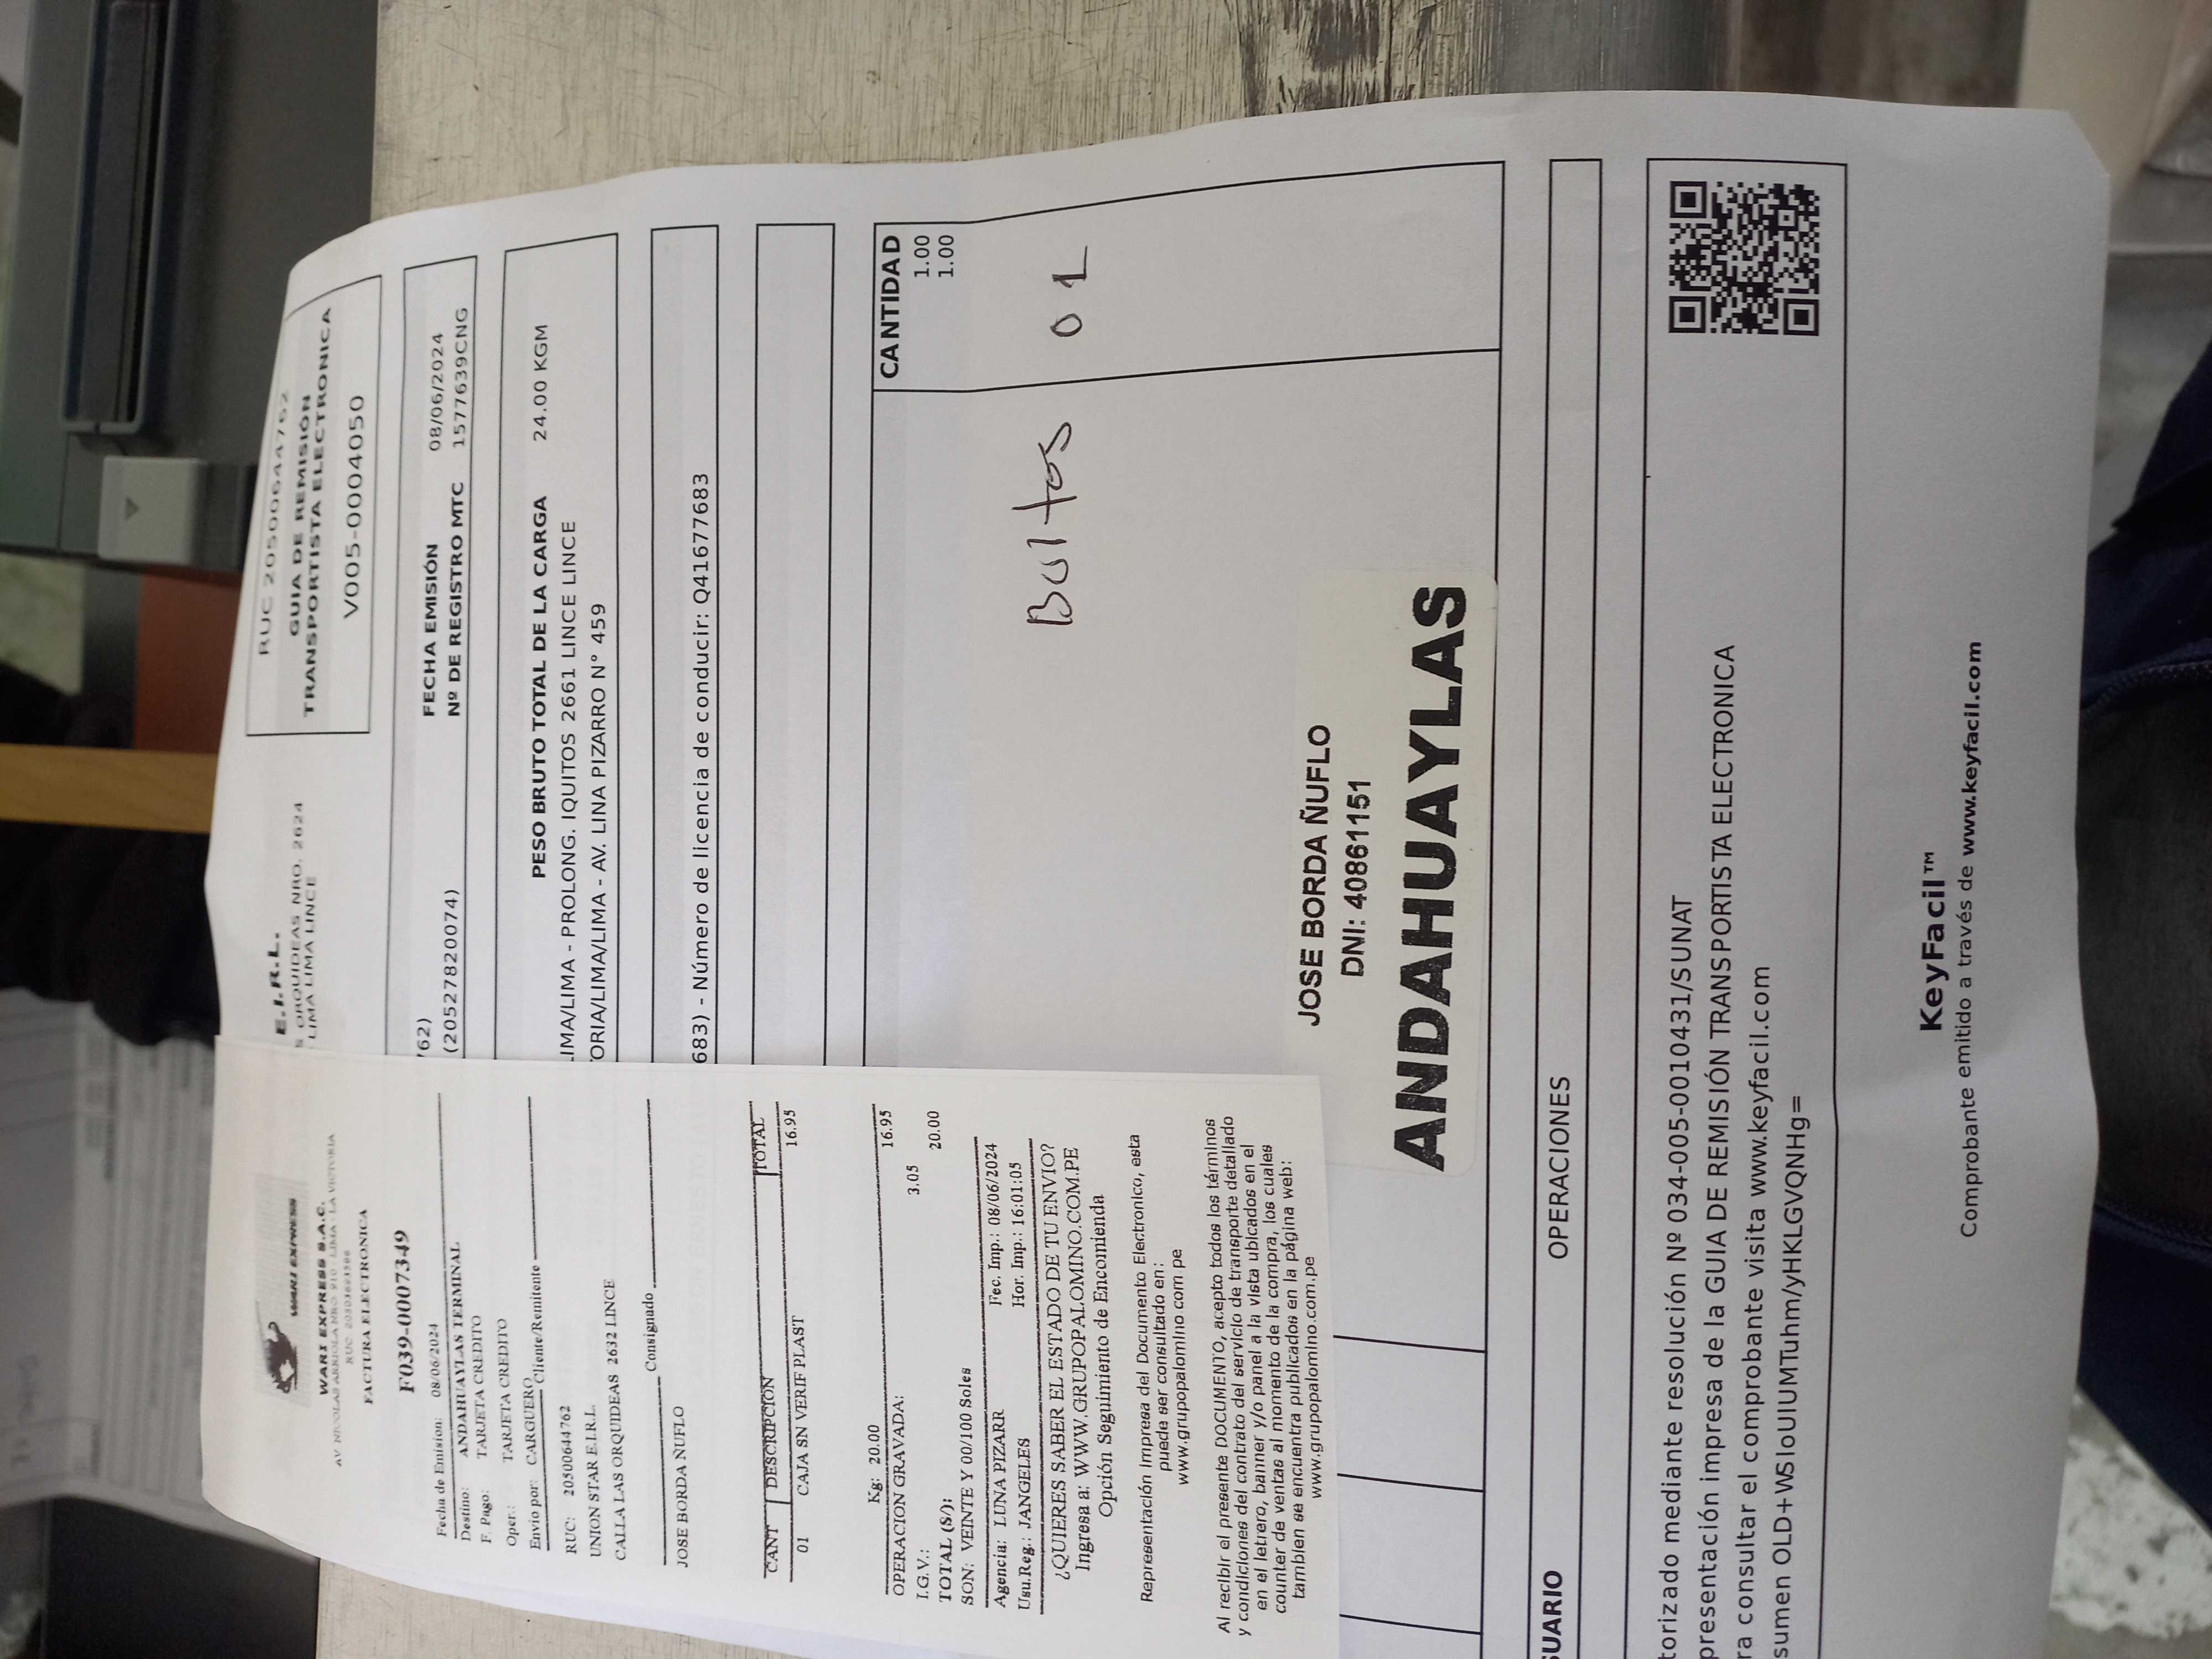 WARI EXPRESS
WARI EXPRESS S.A.C.
AV. NICOLAS ARRIOLA NRO 910 - LIMA - LA VICTORIA
FACTURA ELECTRONICA
F039-0007349
Fecha de Emision: 08/06/2024
Destino: ANDAHUAYLAS TERMINAL
F. Pago: TARJETA CREDITO
Oper.: TARJETA CREDITO
Envio por: CARGUERO
Cliente/Remitente
RUC: 20500644762
UNION STAR E.I.R.L.
CALLA LAS ORQUIDEAS 2632 LINCE
Consignado
JOSE BORDA ÑUFLO
CANT DESCRIPCION TOTAL
01 CAJA SN VERIF PLAST 16.95
Kg: 20.00
OPERACION GRAVADA: 16.95
I.G.V.: 3.05
TOTAL (S/): 20.00
SON: VEINTE Y 00/100 Soles
Agencia: LUNA PIZARR Fec. Imp.: 08/06/2024
Usu.Reg.: JANGELES Hor. Imp.: 16:01:05
¿QUIERES SABER EL ESTADO DE TU ENVIO?
Ingresa a: WWW.GRUPOPALOMINO.COM.PE
Opción Seguimiento de Encomienda
Representación Impresa del Documento Electronico, esta
puede ser consultado en:
www.grupopalomino.com.pe
Al recibir el presente DOCUMENTO, acepto todos los términos
y condiciones del contrato del servicio de transporte detallado
en el letrero, banner y/o panel a la vista ubicados en el
counter de ventas al momento de la compra, los cuales
tambien se encuentra publicados en la página web:
www.grupopalomino.com.pe
E.I.R.L.
ORQUIDEAS NRO. 2624
LIMA LIMA LINCE
RUC 20500644762
GUIA DE REMISIÓN
TRANSPORTISTA ELECTRONICA
V005-0004050
762) FECHA EMISIÓN 08/06/2024
(20527820074) Nº DE REGISTRO MTC 1577639CNG
PESO BRUTO TOTAL DE LA CARGA 24.00 KGM
LIMA/LIMA - PROLONG. IQUITOS 2661 LINCE LINCE
ORIA/LIMA/LIMA - AV. LINA PIZARRO N° 459
683) - Número de licencia de conducir: Q41677683
CANTIDAD
1.00
1.00
Bultos 01
JOSE BORDA ÑUFLO
DNI: 40861151
ANDAHUAYLAS
SUARIO OPERACIONES
torizado mediante resolución Nº 034-005-0010431/SUNAT
presentación impresa de la GUIA DE REMISIÓN TRANSPORTISTA ELECTRONICA
ra consultar el comprobante visita www.keyfacil.com
sumen OLD+WSloUIUMTuhm/yHKLGVQNHg=
KeyFacil™
Comprobante emitido a través de www.keyfacil.com